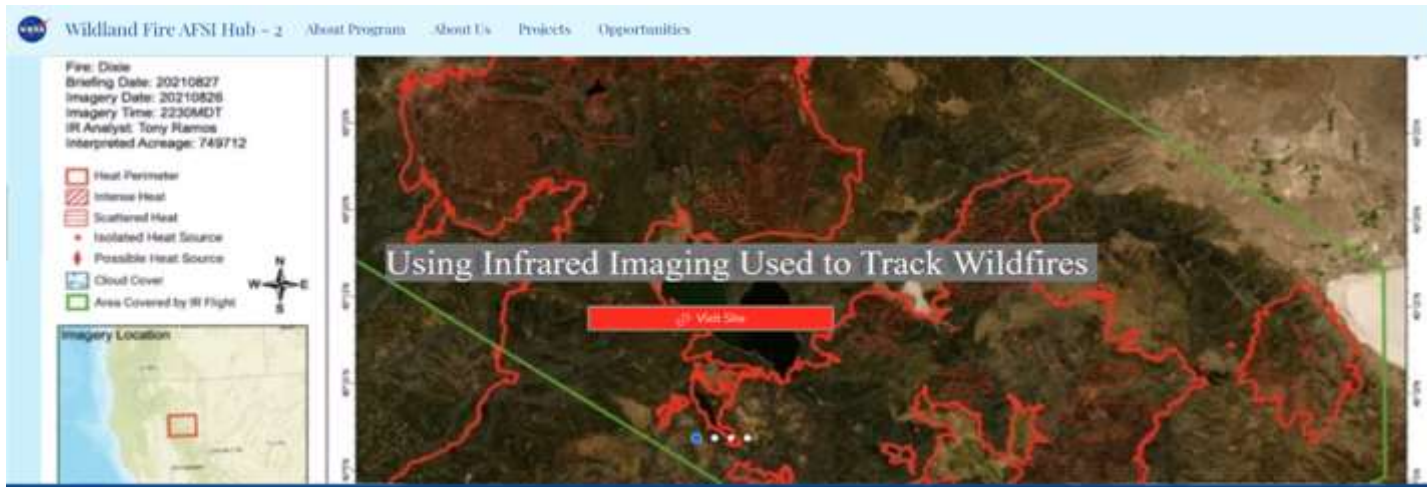 NASA
Wildland Fire AFSI Hub - 2
About Program
About Us
Projects
Opportunities
Fire: Dixie
Briefing Date: 20210827
Imagery Date: 20210826
Imagery Time: 2230MDT
IR Analyst: Tony Ramos
Interpreted Acreage: 749712
Heat Perimeter
Intense Heat
Scattered Heat
Isolated Heat Source
Possible Heat Source
Cloud Cover
Area Covered by IR Flight
N
W
E
S
Imagery Location
Using Infrared Imaging Used to Track Wildfires
Visit Site